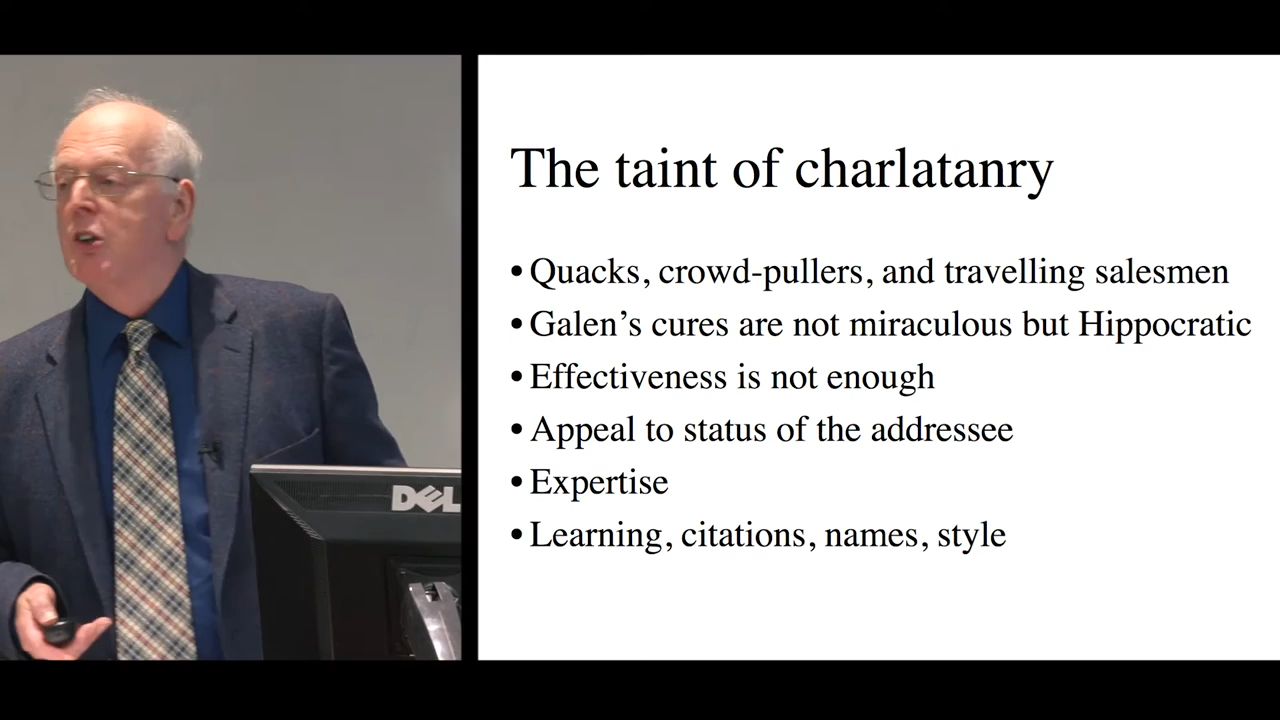 The taint of charlatanry
• Quacks, crowd-pullers, and travelling salesmen
• Galen’s cures are not miraculous but Hippocratic
• Effectiveness is not enough
• Appeal to status of the addressee
• Expertise
• Learning, citations, names, style
DELL